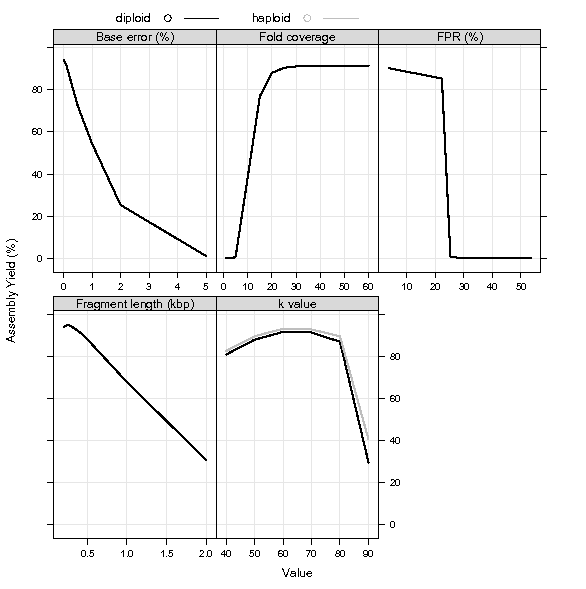 diploid haploid
Base error (%) Fold coverage FPR (%)
80
60
40
20
0
0 1 2 3 4 5 0 10 20 30 40 50 60 10 20 30 40 50
Assembly Yield (%)
Fragment length (kbp) k value
80
60
40
20
0
0.5 1.0 1.5 2.0 40 50 60 70 80 90
Value